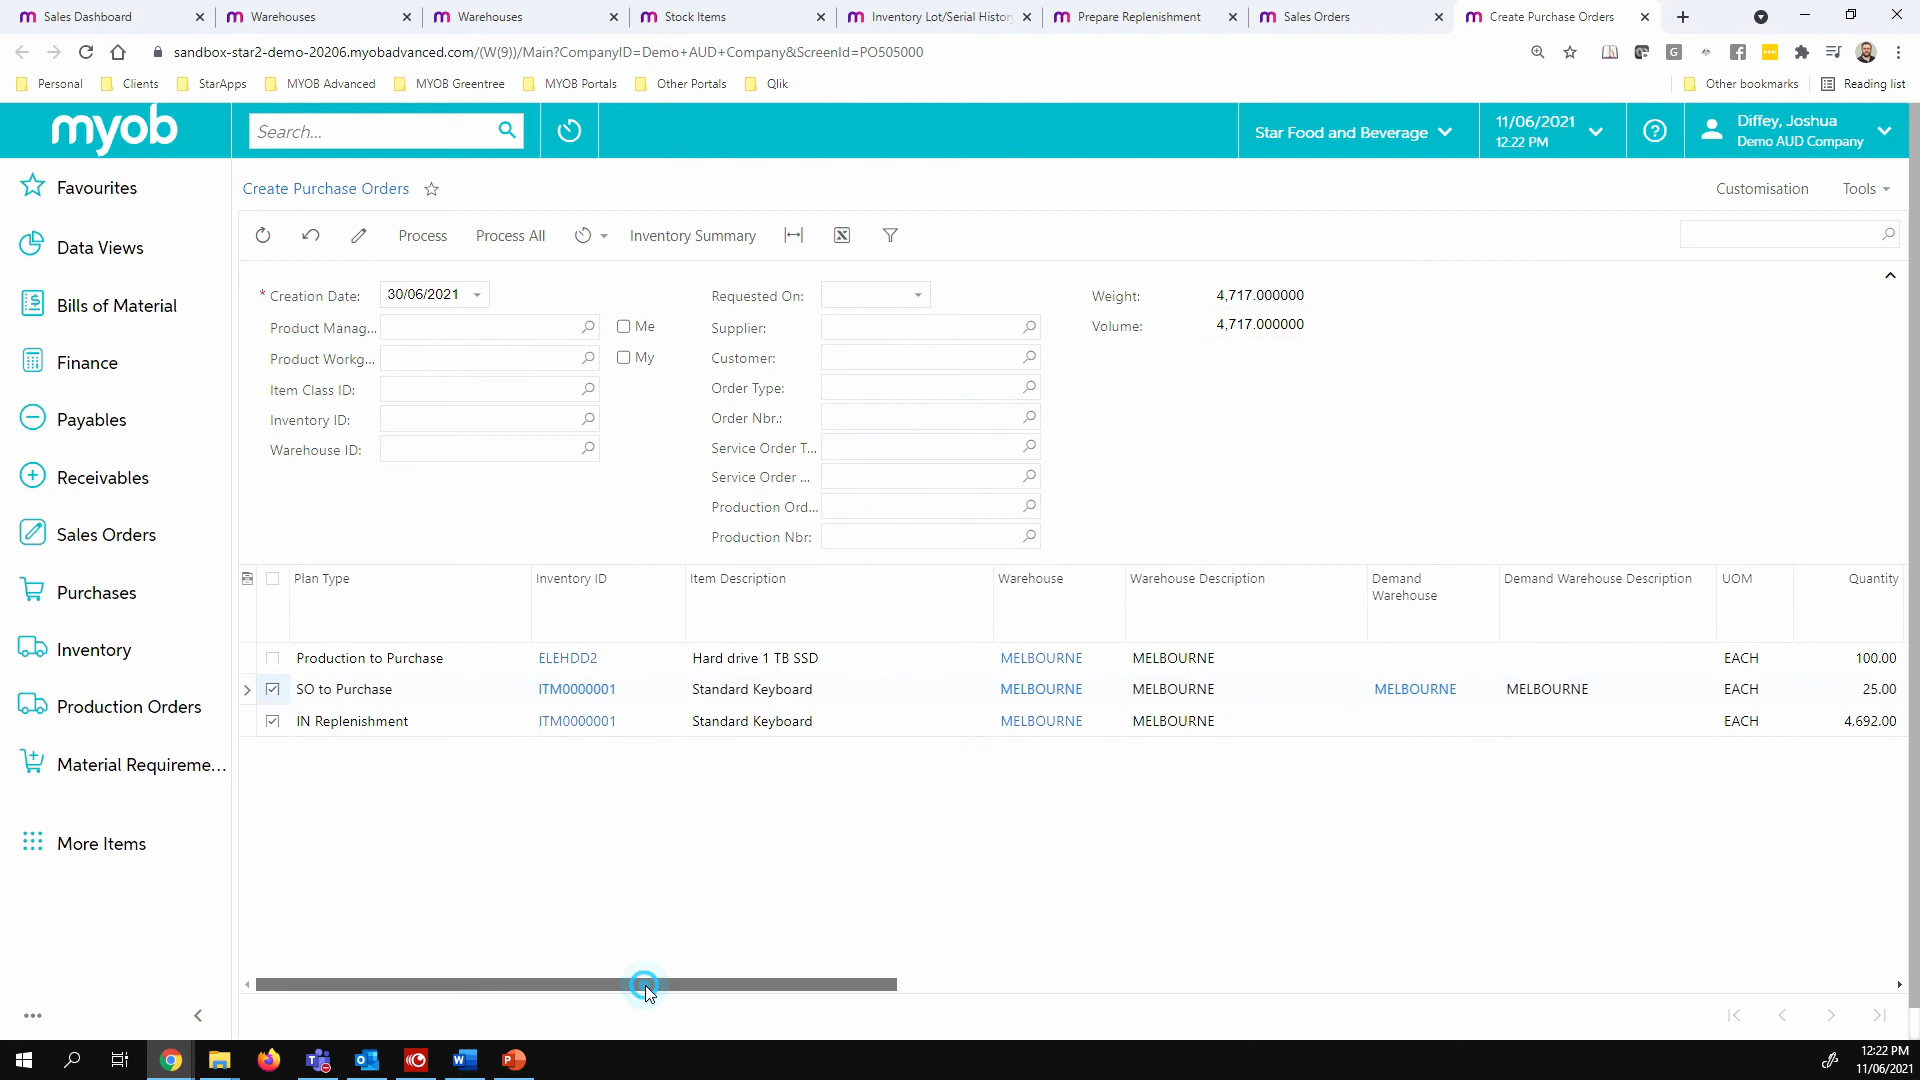 Sales Dashboard
Warehouses
Warehouses
Stock Items
Inventory Lot/Serial Histor
Prepare Replenishment
Sales Orders
Create Purchase Orders
sandbox-star2-demo-20206.myobadvanced.com/(W(9))/Main?CompanyID=Demo+AUD+Company&ScreenId=PO505000
Personal
Clients
StarApps
MYOB Advanced
MYOB Greentree
MYOB Portals
Other Portals
Qlik
Other bookmarks
Reading list
myob
Search...
Star Food and Beverage
11/06/2021
12:22 PM
Diffey, Joshua
Demo AUD Company
Favourites
Data Views
Bills of Material
Finance
Payables
Receivables
Sales Orders
Purchases
Inventory
Production Orders
Material Requireme...
More Items
Create Purchase Orders
Customisation
Tools
Process
Process All
Inventory Summary
* Creation Date: 30/06/2021
Product Manag...
Me
Product Workg...
My
Item Class ID:
Inventory ID:
Warehouse ID:
Requested On:
Supplier:
Customer:
Order Type:
Order Nbr.:
Service Order T...
Service Order ...
Production Ord...
Production Nbr:
Weight: 4,717.000000
Volume: 4,717.000000
Plan Type Inventory ID Item Description Warehouse Warehouse Description Demand Warehouse Demand Warehouse Description UOM Quantity
Production to Purchase ELEHDD2 Hard drive 1 TB SSD MELBOURNE MELBOURNE EACH 100.00
SO to Purchase ITM0000001 Standard Keyboard MELBOURNE MELBOURNE MELBOURNE MELBOURNE EACH 25.00
IN Replenishment ITM0000001 Standard Keyboard MELBOURNE MELBOURNE EACH 4,692.00
12:22 PM
11/06/2021